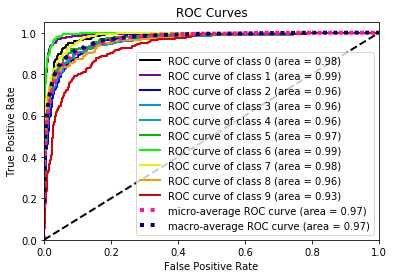 ROC Curves
True Positive Rate
1.0
0.8
0.6
0.4
0.2
0.0
ROC curve of class 0 (area = 0.98)
ROC curve of class 1 (area = 0.99)
ROC curve of class 2 (area = 0.96)
ROC curve of class 3 (area = 0.96)
ROC curve of class 4 (area = 0.96)
ROC curve of class 5 (area = 0.97)
ROC curve of class 6 (area = 0.99)
ROC curve of class 7 (area = 0.98)
ROC curve of class 8 (area = 0.96)
ROC curve of class 9 (area = 0.93)
micro-average ROC curve (area = 0.97)
macro-average ROC curve (area = 0.97)
0.0 0.2 0.4 0.6 0.8 1.0
False Positive Rate